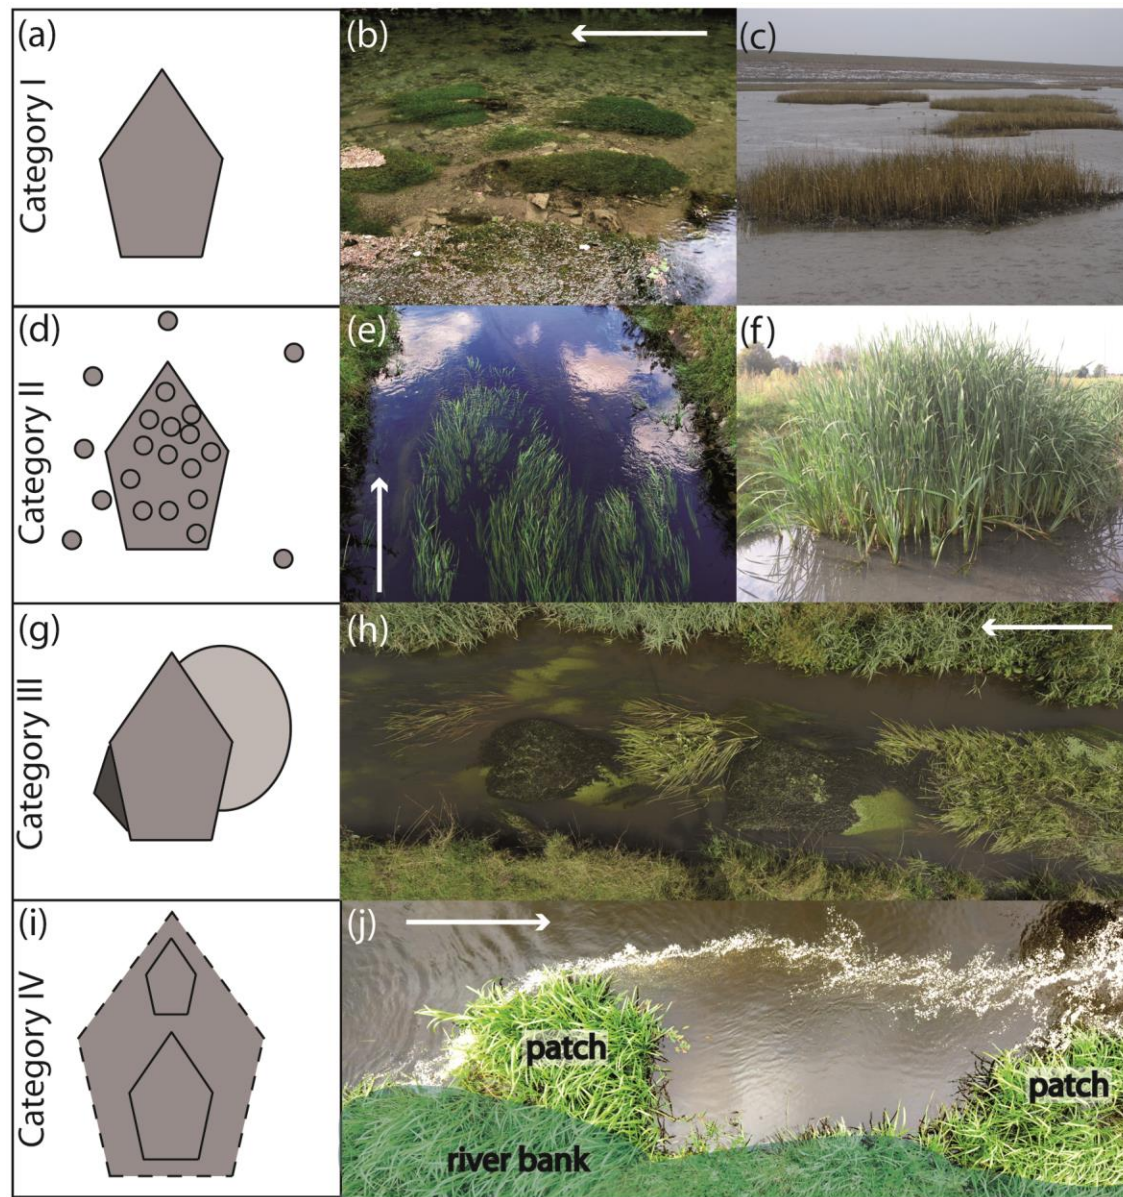 (a)
Category I
(b)
(c)
(d)
Category II
(e)
(f)
(g)
Category III
(h)
(i)
Category IV
(j)
patch
patch
river bank